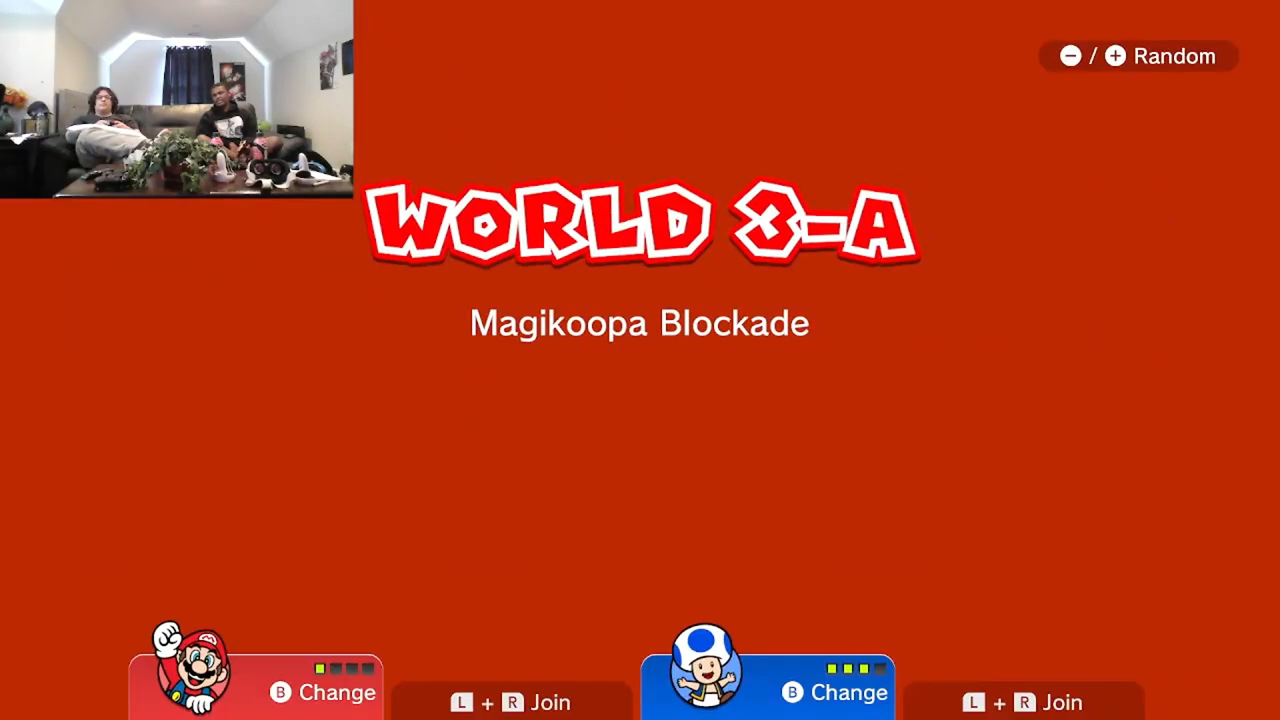 ⊖ / ⊕ Random
WORLD 3-A
Magikoopa Blockade
B Change
L + R Join
B Change
L + R Join